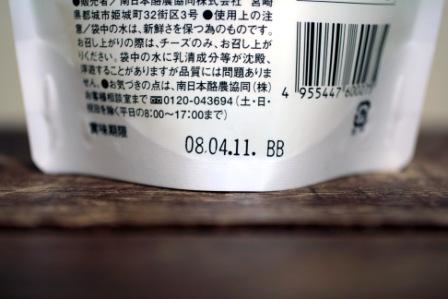 ●販売者／南日本酪農協同株式会社 宮崎
県都城市姫城町32街区3号 ●使用上の注
意／袋中の水は、新鮮さを保つ為のものです。
お召し上がりの際は、チーズのみ、お召し上が
りください。袋中の水に乳清成分等が沈殿、
浮遊することがありますが品質には問題ありま
せん。●お気づきの点は、南日本酪農協同(株)
お客様相談室まで 0120-043694(土・日・
祝日を除く平日の8:00〜17:00まで)
賞味期限
08.04.11. BB
4 955447 6000